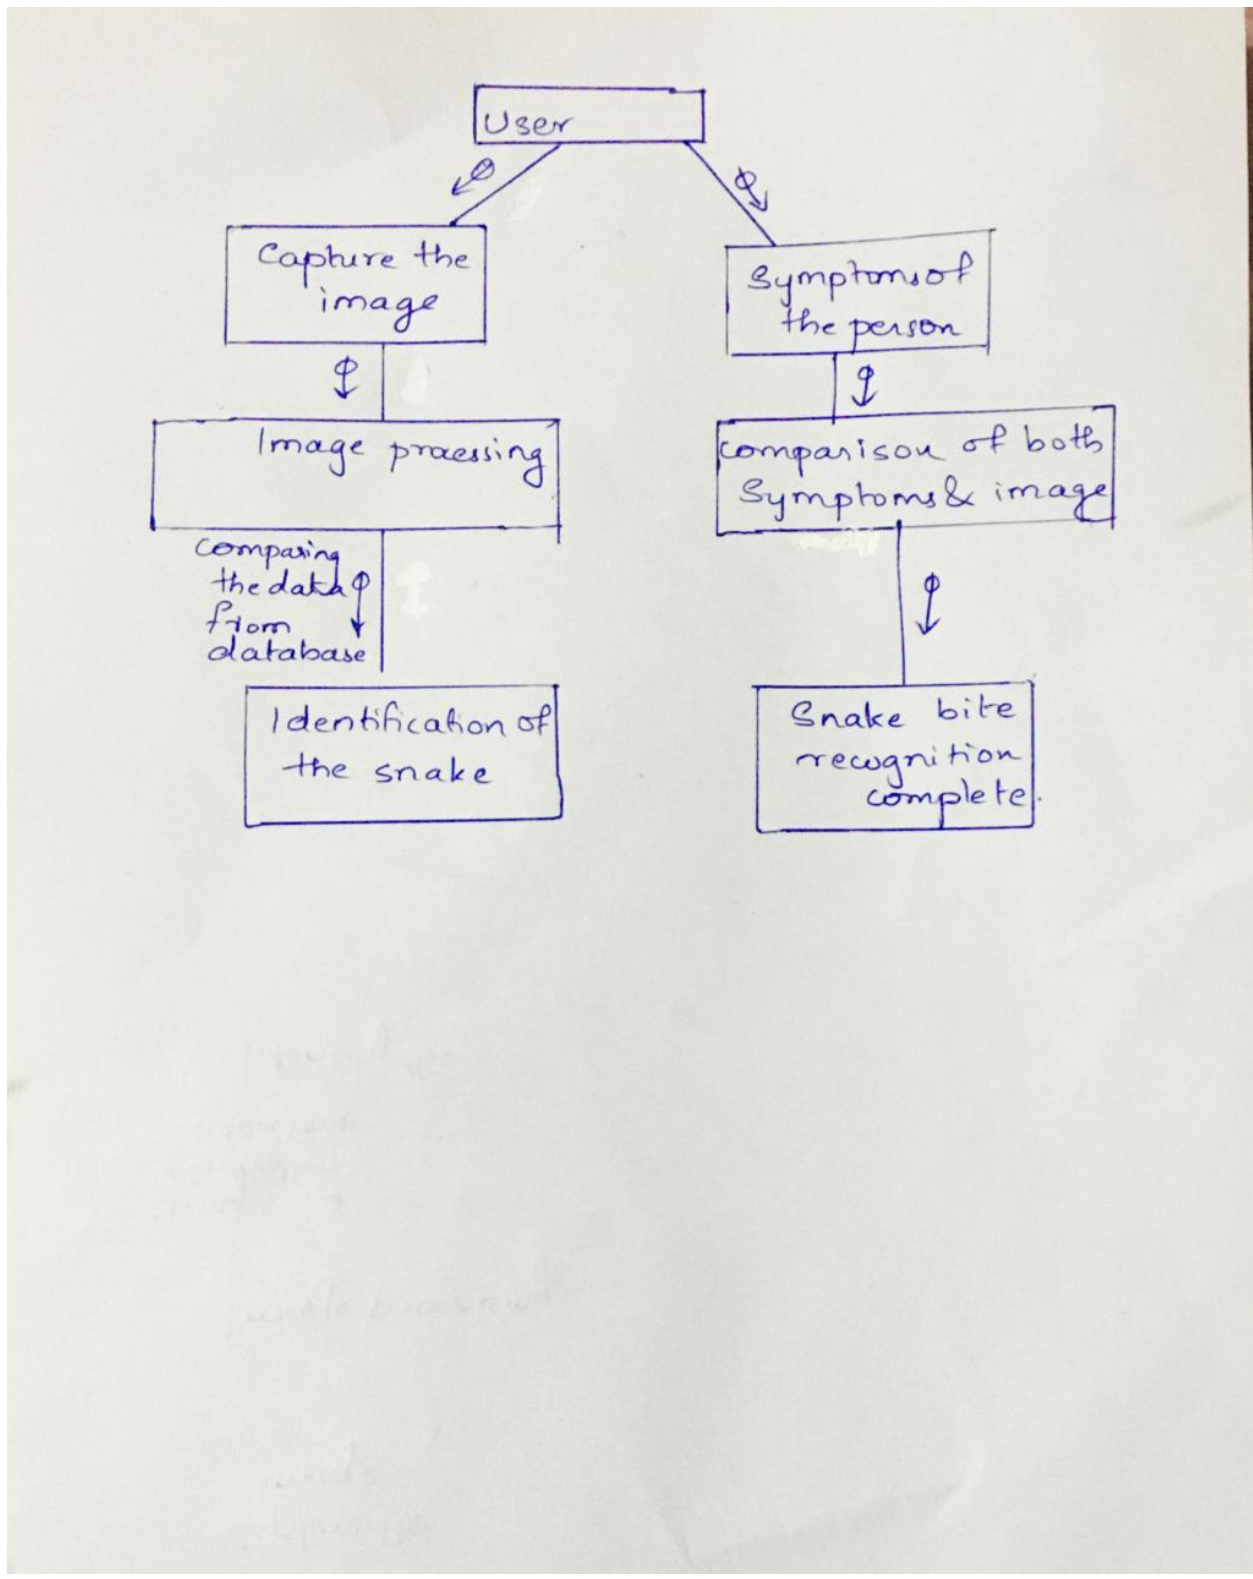 User
Capture the
image
Symptoms of
the person
Image processing
comparison of both
Symptoms & image
comparing
the data
from
database
Identification of
the snake
Snake bite
recognition
complete.